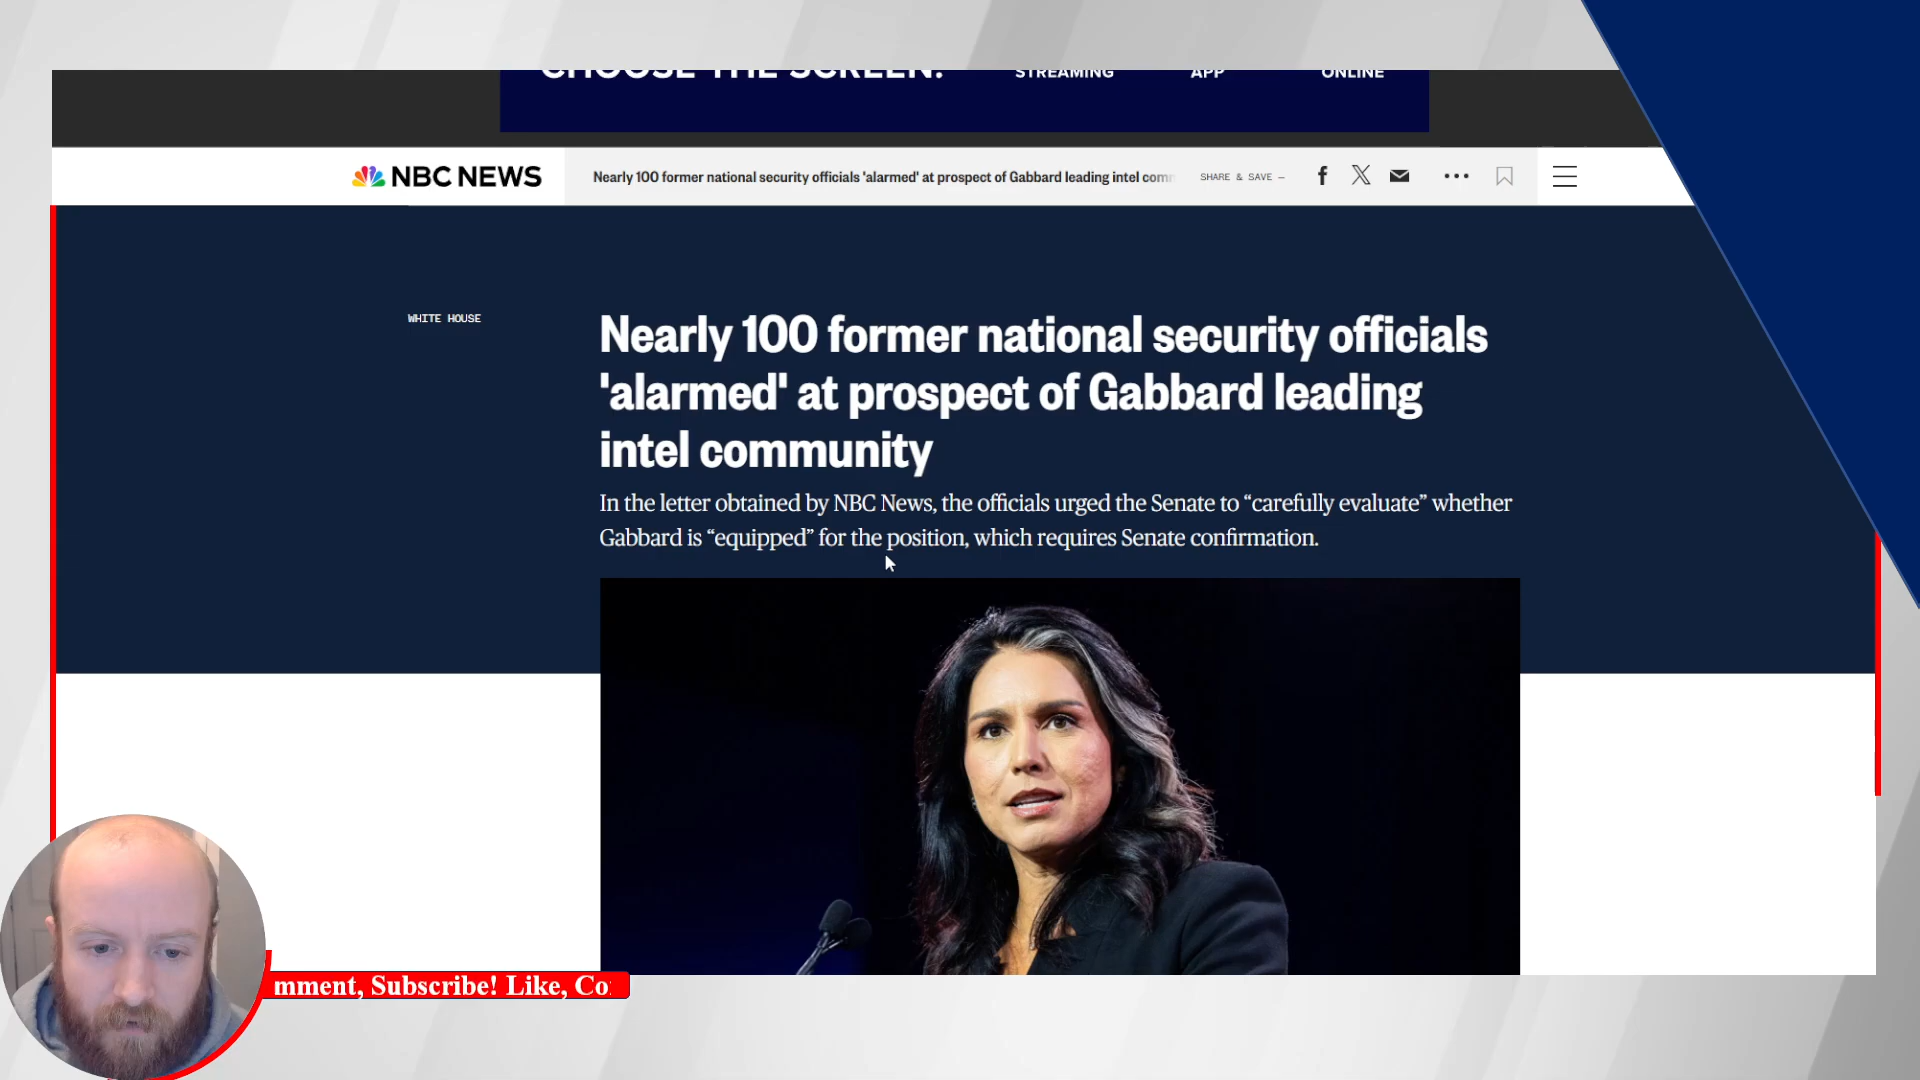 CHOOSE THE SCREEN.
STREAMING
APP
ONLINE
NBC NEWS
Nearly 100 former national security officials 'alarmed' at prospect of Gabbard leading intel
SHARE & SAVE —
WHITE HOUSE
Nearly 100 former national security officials
'alarmed' at prospect of Gabbard leading
intel community
In the letter obtained by NBC News, the officials urged the Senate to “carefully evaluate” whether
Gabbard is “equipped” for the position, which requires Senate confirmation.
mment, Subscribe! Like, Co